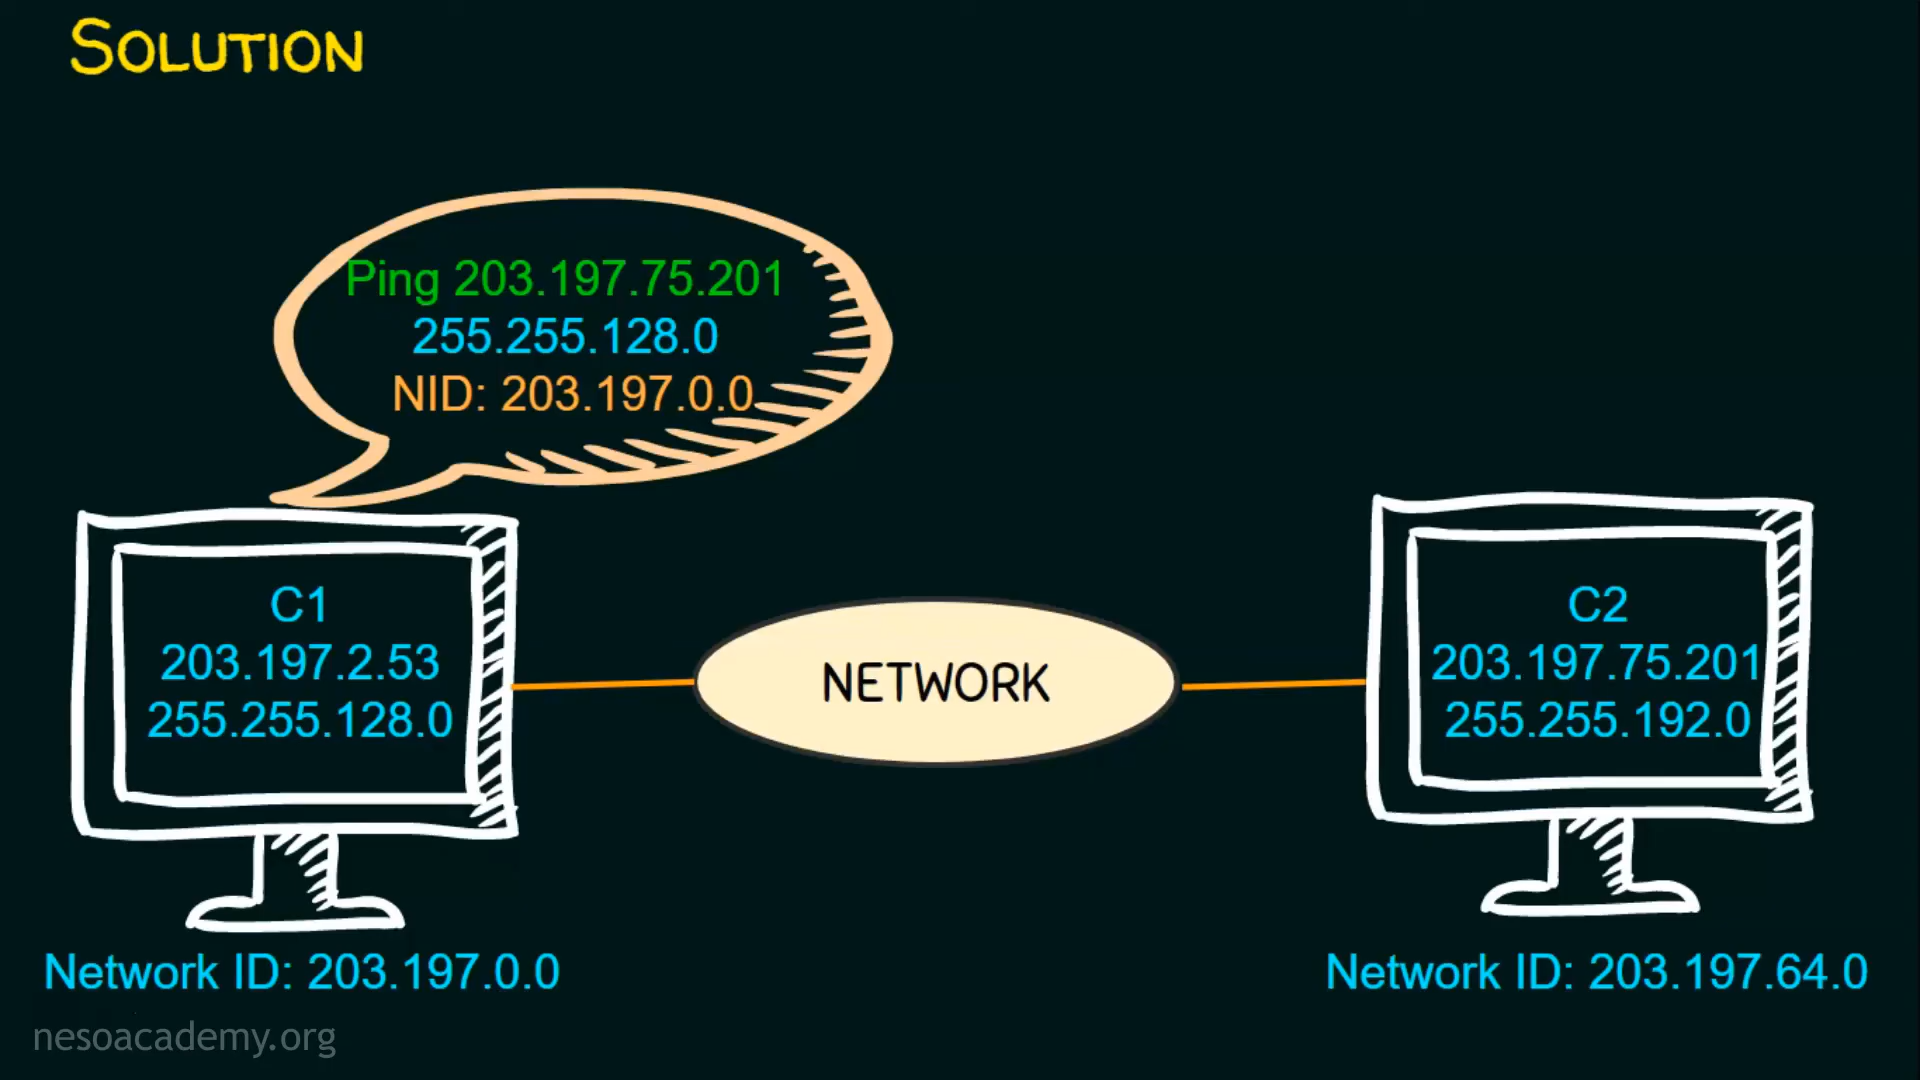 SOLUTION
Ping 203.197.75.201
255.255.128.0
NID: 203.197.0.0
C1
203.197.2.53
255.255.128.0
NETWORK
C2
203.197.75.201
255.255.192.0
Network ID: 203.197.0.0
Network ID: 203.197.64.0
nesoacademy.org